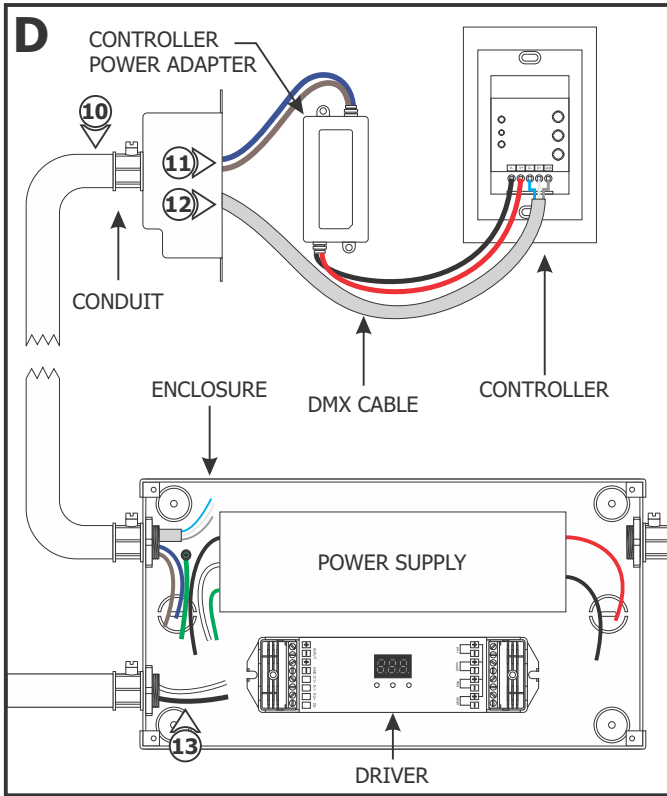 D
CONTROLLER
POWER ADAPTER
10
11
12
CONDUIT
ENCLOSURE
DMX CABLE
CONTROLLER
POWER SUPPLY
13
DRIVER